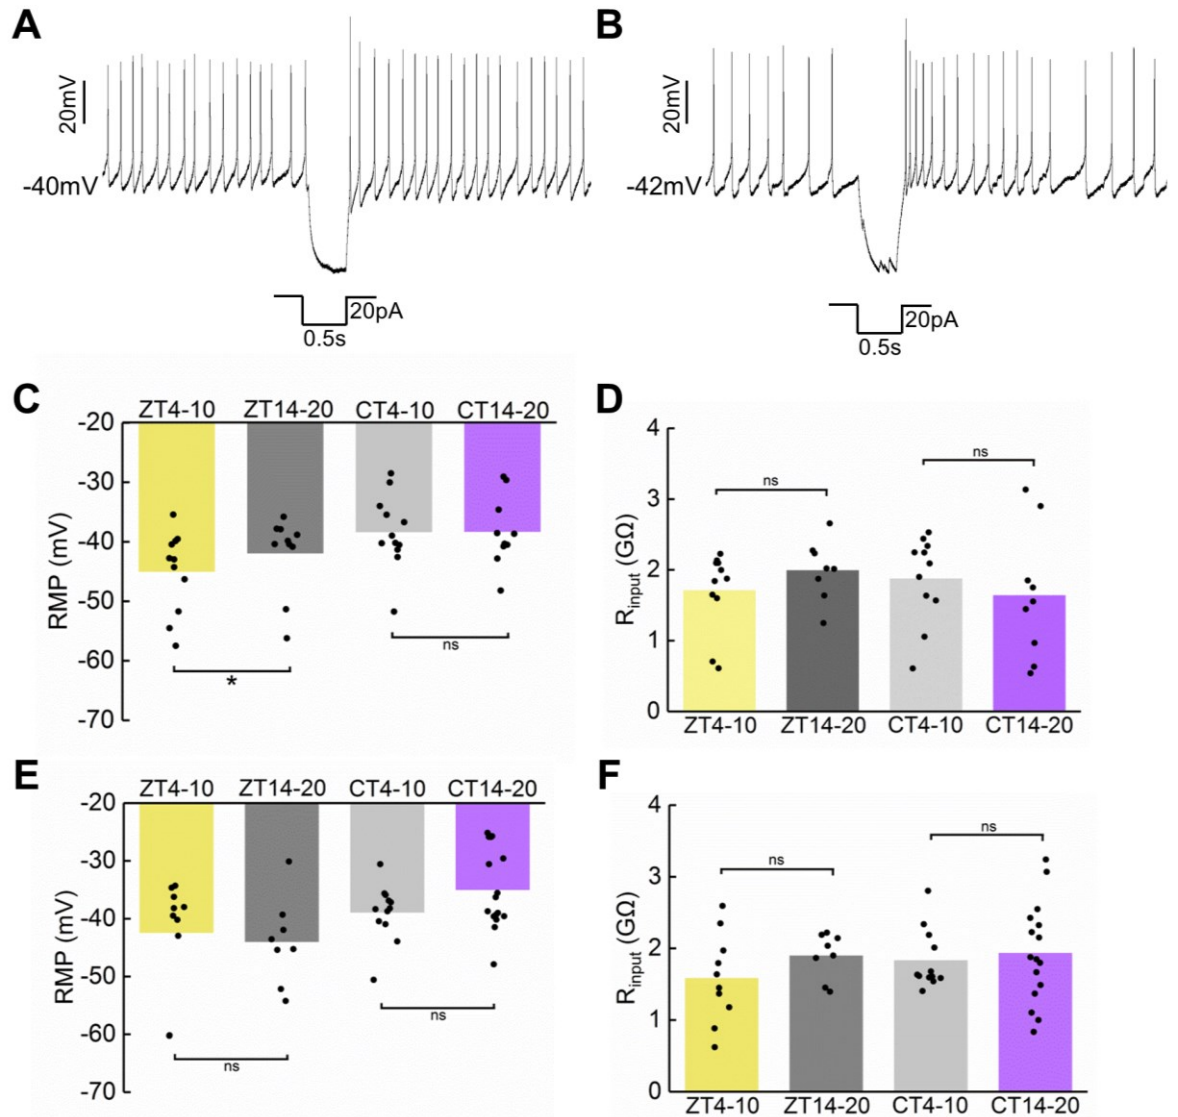 A
B
20mV
20mV
-40mV
-42mV
20pA
0.5s
20pA
0.5s
C
ZT4-10 ZT14-20 CT4-10 CT14-20
-20
-30
-40
-50
-60
-70
RMP (mV)
*
ns
D
4
3
2
1
0
Rinput (GΩ)
ns
ns
ZT4-10 ZT14-20 CT4-10 CT14-20
E
ZT4-10 ZT14-20 CT4-10 CT14-20
-20
-30
-40
-50
-60
-70
RMP (mV)
ns
ns
F
4
3
2
1
0
Rinput (GΩ)
ns
ns
ZT4-10 ZT14-20 CT4-10 CT14-20